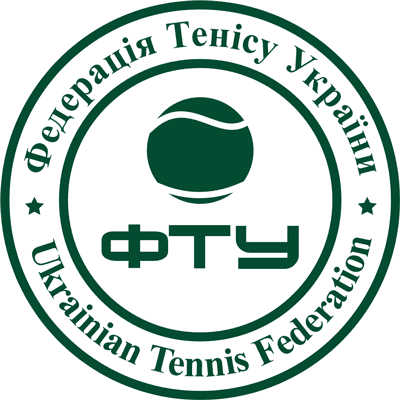 Федерація Тенісу України
ФТУ
Ukrainian Tennis Federation